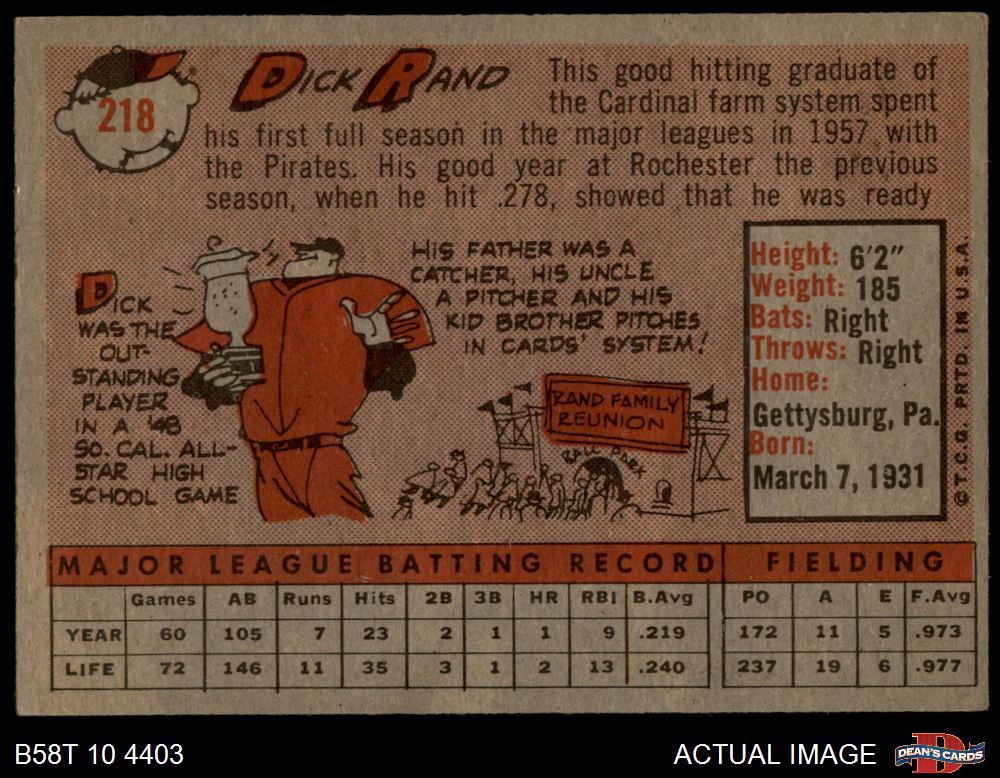 218
DICK RAND
This good hitting graduate of
the Cardinal farm system spent
his first full season in the major leagues in 1957 with
the Pirates. His good year at Rochester the previous
season, when he hit .278, showed that he was ready
DICK
WAS THE
OUT-
STANDING
PLAYER
IN A '48
SO. CAL. ALL-
STAR HIGH
SCHOOL GAME
HIS FATHER WAS A
CATCHER, HIS UNCLE
A PITCHER AND HIS
KID BROTHER PITCHES
IN CARDS' SYSTEM!
RAND FAMILY
REUNION
BALL PARK
Height: 6'2"
Weight: 185
Bats: Right
Throws: Right
Home:
Gettysburg, Pa.
Born:
March 7, 1931
©T.C.G. PRTD. IN U.S.A.
MAJOR LEAGUE BATTING RECORD FIELDING
Games AB Runs Hits 2B 3B HR RBI B.Avg PO A E F.Avg
YEAR 60 105 7 23 2 1 1 9 .219 172 11 5 .973
LIFE 72 146 11 35 3 1 2 13 .240 237 19 6 .977
B58T 10 4403 ACTUAL IMAGE DEAN'S CARDS